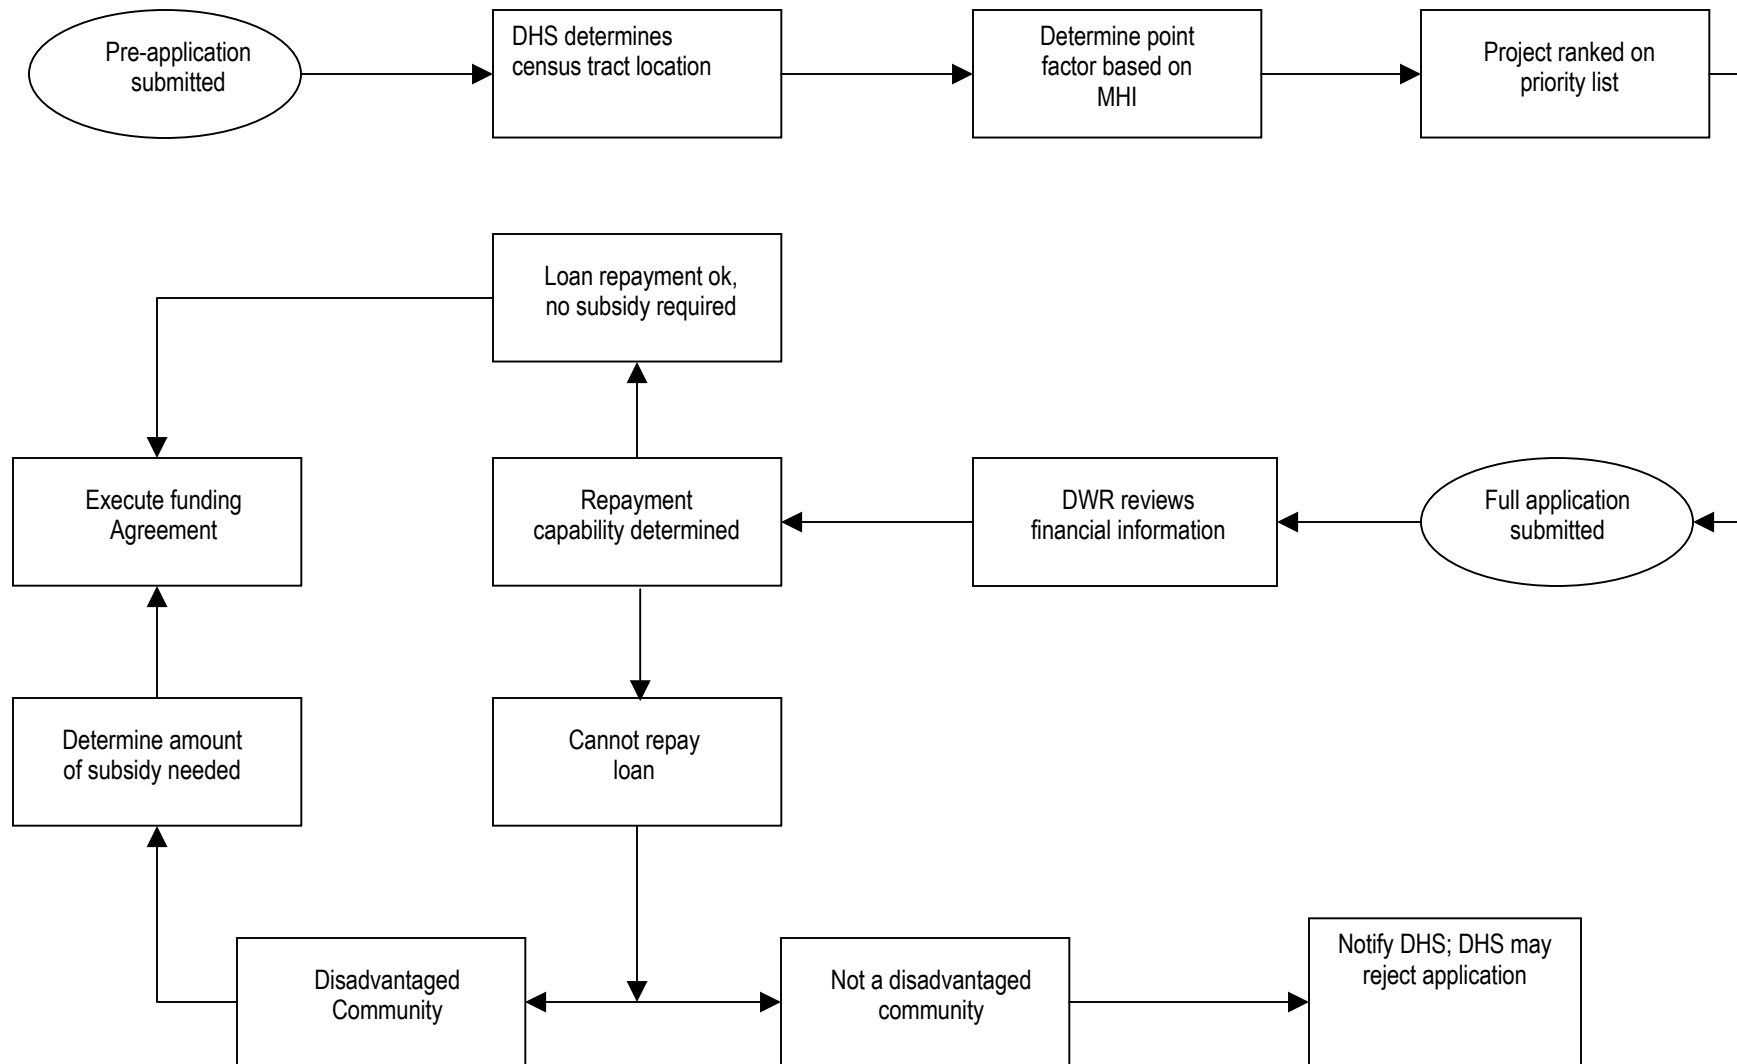 Pre-application
submitted
DHS determines
census tract location
Determine point
factor based on
MHI
Project ranked on
priority list
Loan repayment ok,
no subsidy required
Execute funding
Agreement
Repayment
capability determined
DWR reviews
financial information
Full application
submitted
Determine amount
of subsidy needed
Cannot repay
loan
Disadvantaged
Community
Not a disadvantaged
community
Notify DHS; DHS may
reject application